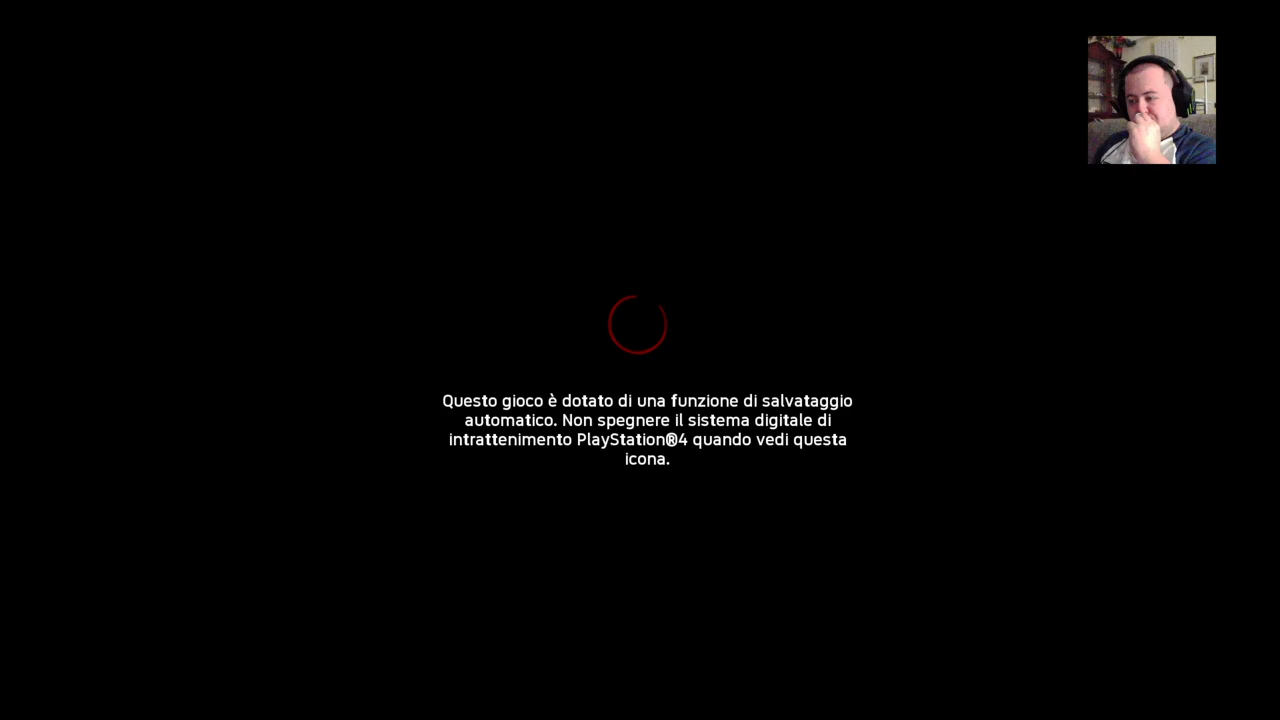 Questo gioco è dotato di una funzione di salvataggio
automatico. Non spegnere il sistema digitale di
intrattenimento PlayStation®4 quando vedi questa
icona.